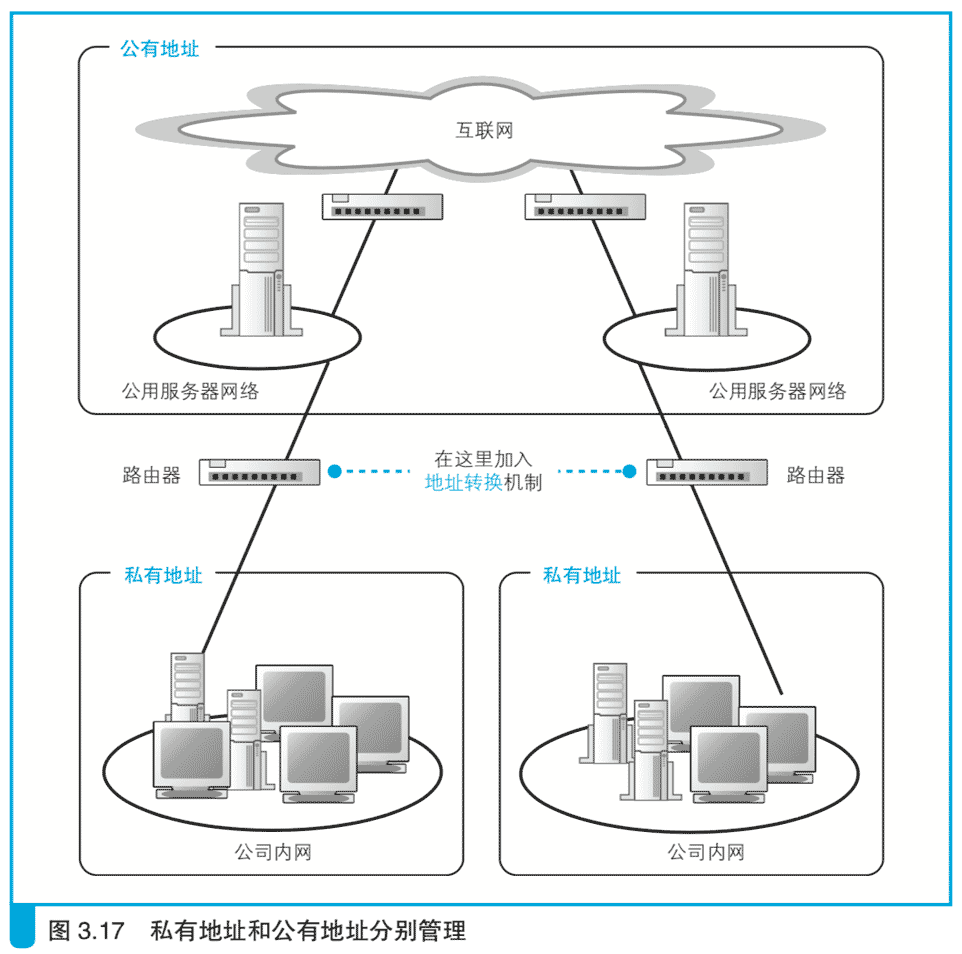 公有地址
互联网
公用服务器网络
公用服务器网络
路由器
在这里加入
地址转换机制
路由器
私有地址
私有地址
公司内网
公司内网
图 3.17 私有地址和公有地址分别管理